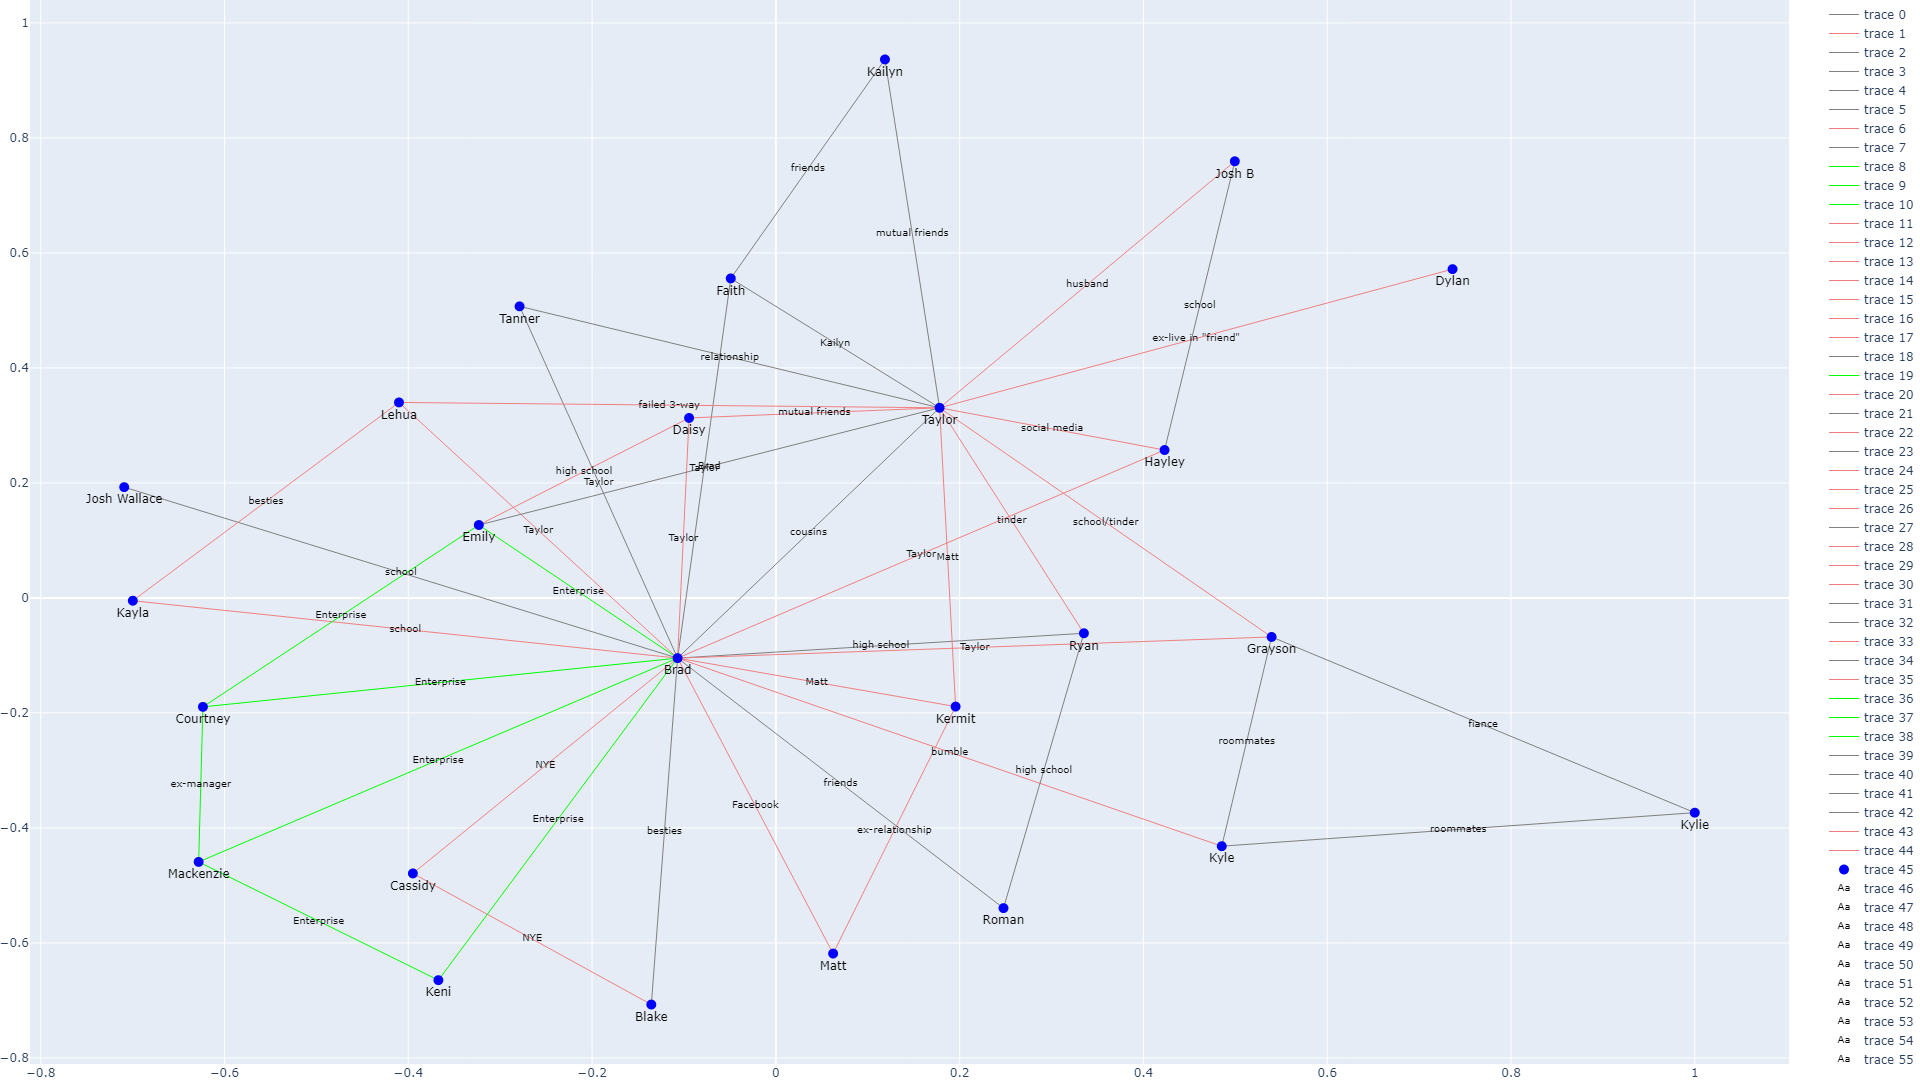 1
0.8
0.6
0.4
0.2
0
−0.2
−0.4
−0.6
−0.8
−0.8
−0.6
−0.4
−0.2
0
0.2
0.4
0.6
0.8
1
Kailyn
friends
Josh B
mutual friends
Dylan
husband
Faith
school
Tanner
ex-live in "friend"
Kailyn
relationship
failed 3-way
mutual friends
Lehua
Taylor
Daisy
social media
Hayley
high school
Taylor
Brad
Taylor
Josh Wallace
besties
tinder
school/tinder
Taylor
cousins
Emily
Taylor
Taylor
Matt
school
Enterprise
Kayla
Enterprise
school
high school
Taylor
Ryan
Grayson
Brad
Enterprise
Matt
Courtney
Kermit
fiance
roommates
bumble
Enterprise
NYE
high school
ex-manager
friends
Facebook
Enterprise
besties
ex-relationship
roommates
Kylie
Kyle
Mackenzie
Cassidy
Enterprise
Roman
NYE
Matt
Keni
Blake
trace 0
trace 1
trace 2
trace 3
trace 4
trace 5
trace 6
trace 7
trace 8
trace 9
trace 10
trace 11
trace 12
trace 13
trace 14
trace 15
trace 16
trace 17
trace 18
trace 19
trace 20
trace 21
trace 22
trace 23
trace 24
trace 25
trace 26
trace 27
trace 28
trace 29
trace 30
trace 31
trace 32
trace 33
trace 34
trace 35
trace 36
trace 37
trace 38
trace 39
trace 40
trace 41
trace 42
trace 43
trace 44
trace 45
Aa trace 46
Aa trace 47
Aa trace 48
Aa trace 49
Aa trace 50
Aa trace 51
Aa trace 52
Aa trace 53
Aa trace 54
Aa trace 55